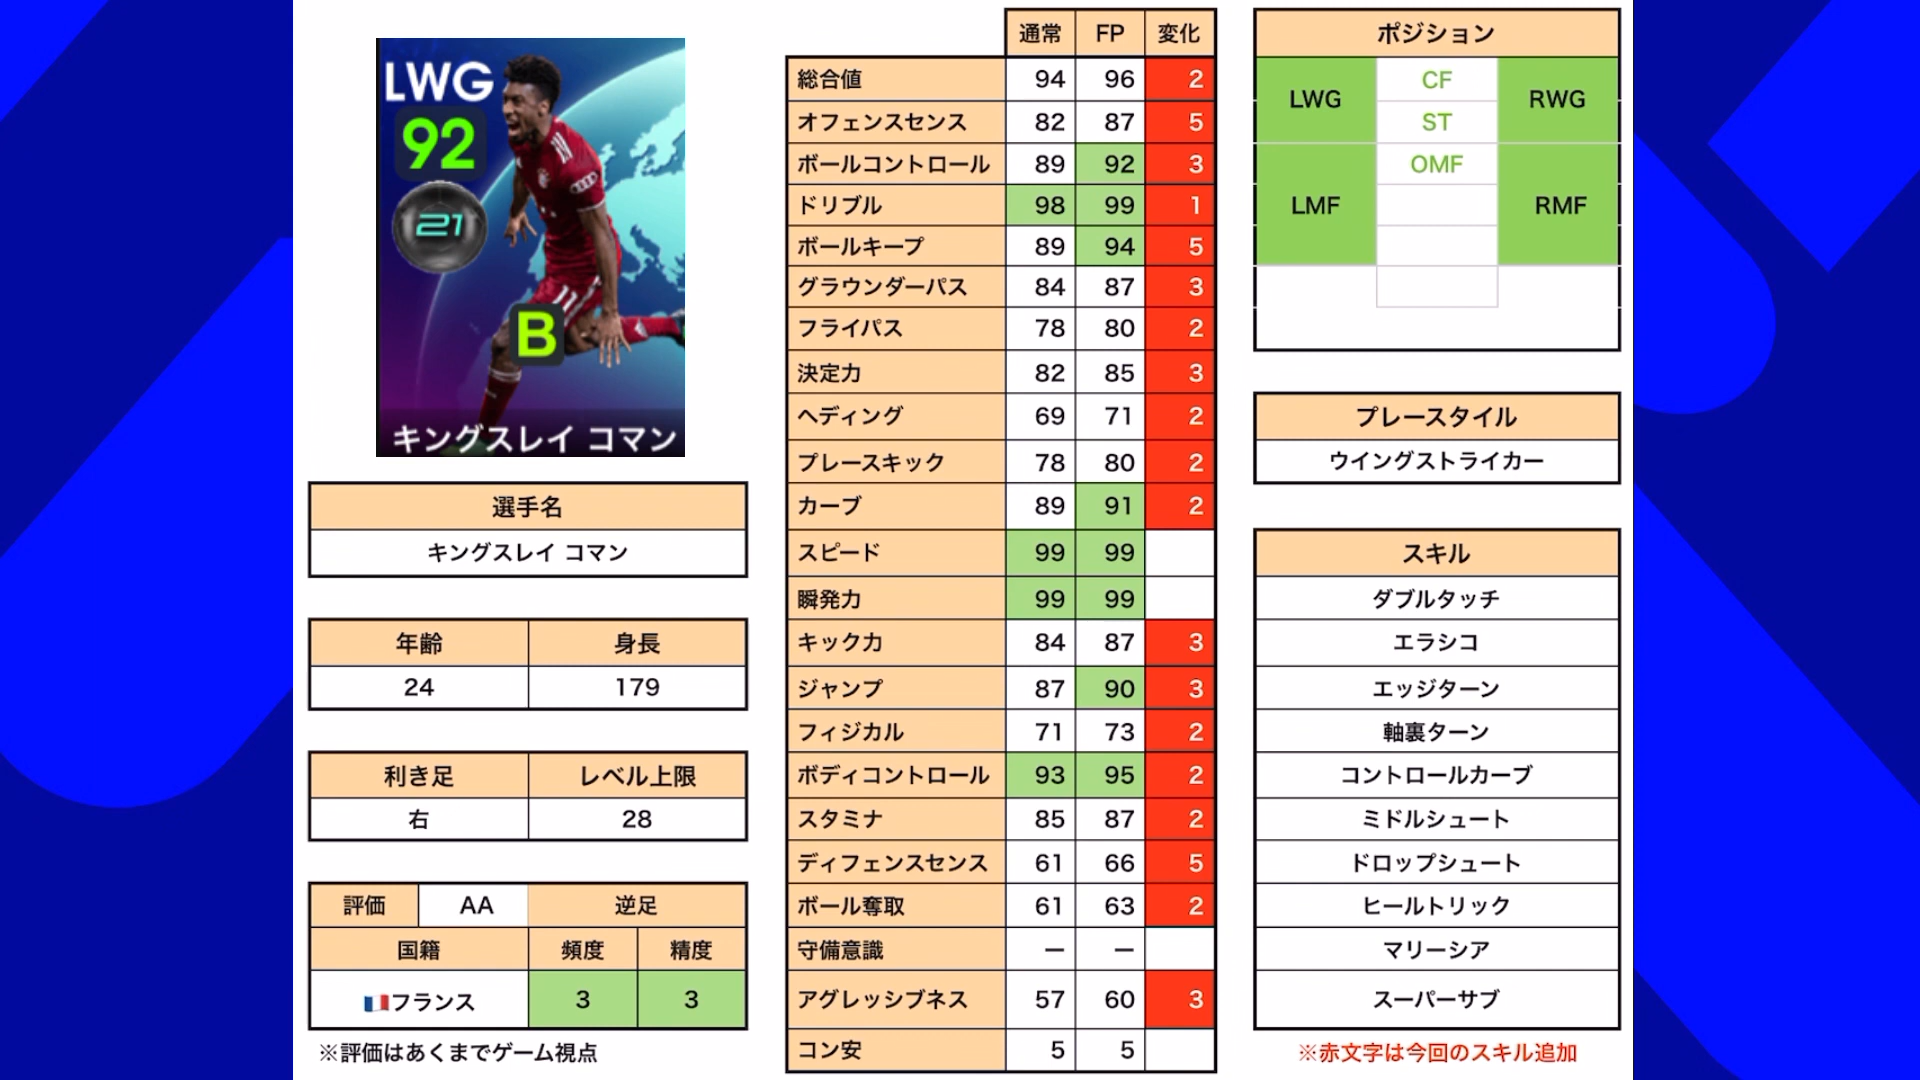 LWG
92
21
B
キングスレイ コマン
選手名
キングスレイ コマン
年齢 身長
24 179
利き足 レベル上限
右 28
評価 AA 逆足
国籍 頻度 精度
フランス 3 3
※評価はあくまでゲーム視点
通常 FP 変化
総合値 94 96 2
オフェンスセンス 82 87 5
ボールコントロール 89 92 3
ドリブル 98 99 1
ボールキープ 89 94 5
グラウンダーパス 84 87 3
フライパス 78 80 2
決定力 82 85 3
ヘディング 69 71 2
プレースキック 78 80 2
カーブ 89 91 2
スピード 99 99
瞬発力 99 99
キック力 84 87 3
ジャンプ 87 90 3
フィジカル 71 73 2
ボディコントロール 93 95 2
スタミナ 85 87 2
ディフェンスセンス 61 66 5
ボール奪取 61 63 2
守備意識 ー ー
アグレッシブネス 57 60 3
コン安 5 5
ポジション
LWG CF RWG
ST
OMF
LMF RMF
プレースタイル
ウイングストライカー
スキル
ダブルタッチ
エラシコ
エッジターン
軸裏ターン
コントロールカーブ
ミドルシュート
ドロップシュート
ヒールトリック
マリーシア
スーパーサブ
※赤文字は今回のスキル追加